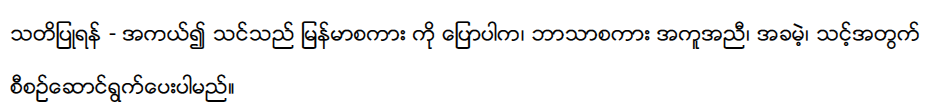 သတိပြုရန် - အကယ်၍ သင်သည် မြန်မာစကား ကို ပြောပါက၊ ဘာသာစကား အကူအညီ၊ အခမဲ့၊ သင့်အတွက်
စီစဉ်ဆောင်ရွက်ပေးပါမည်။